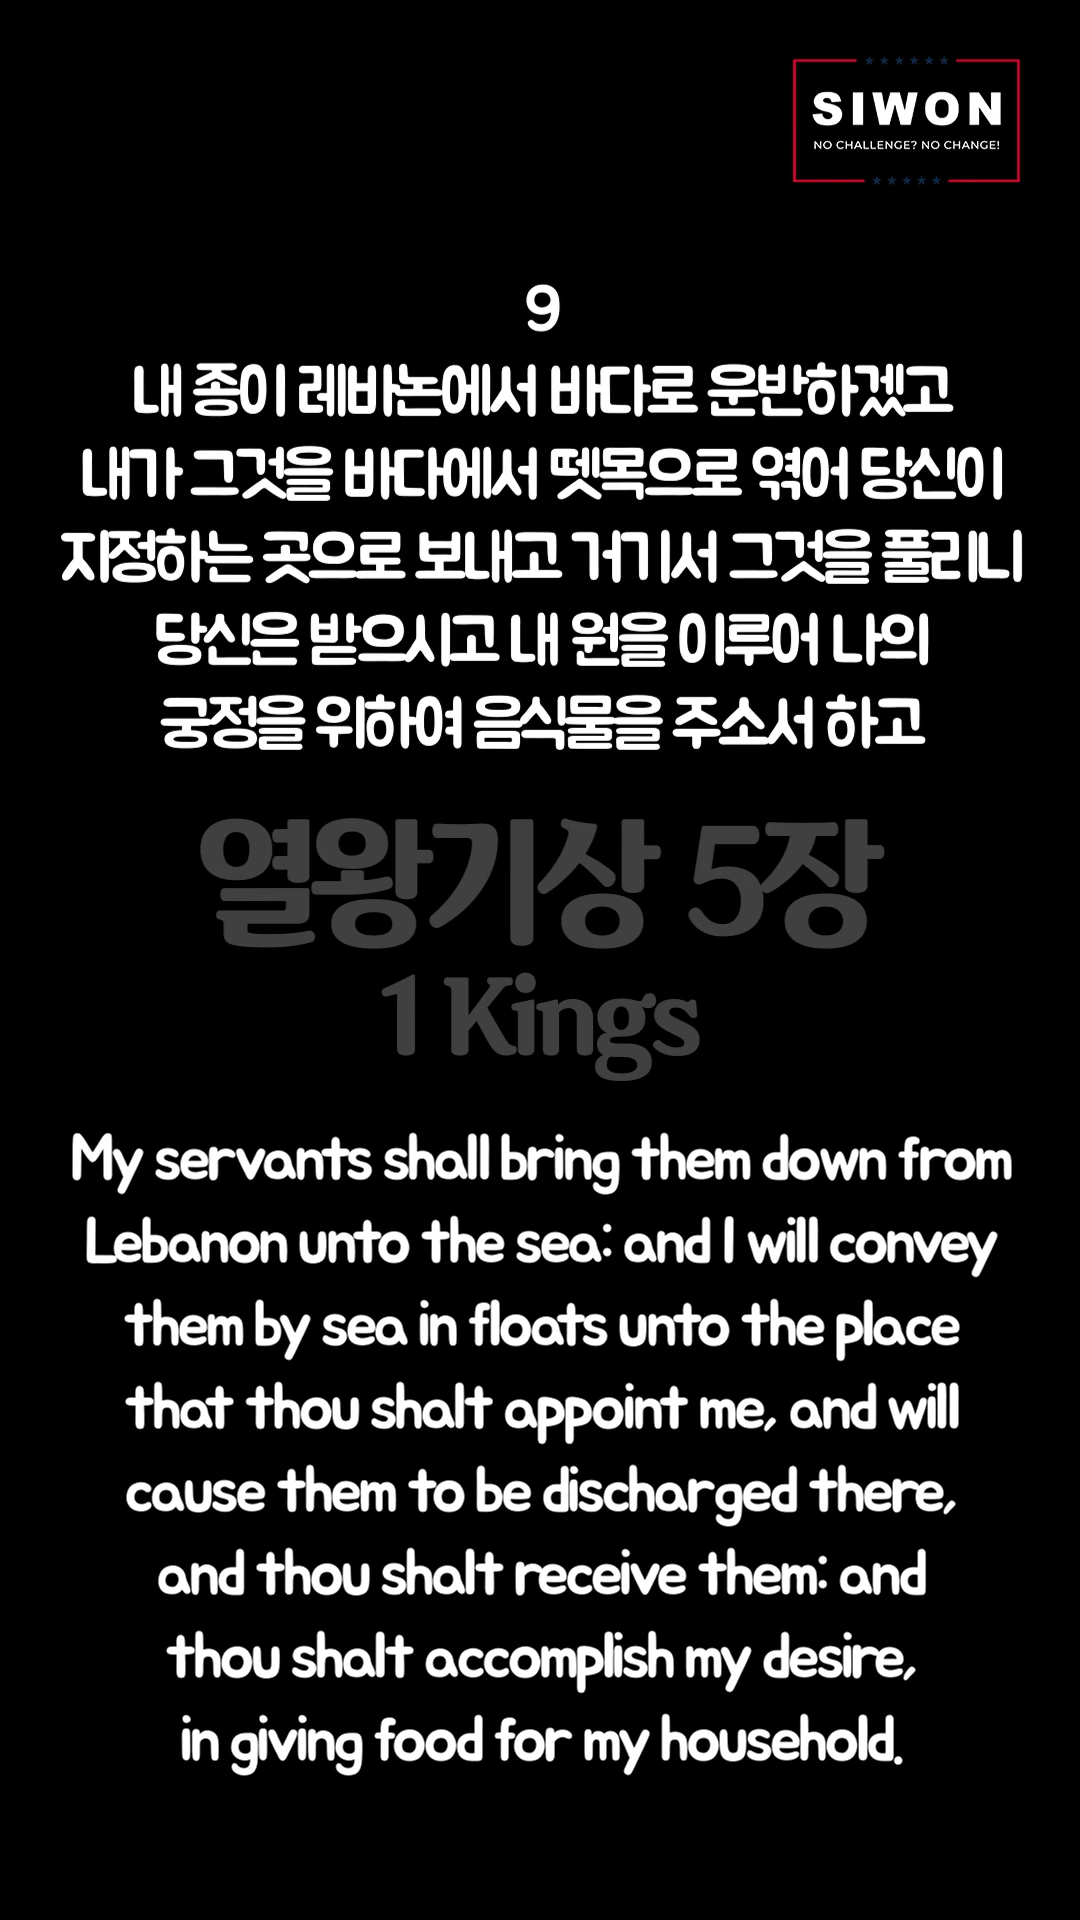 SIWON
NO CHALLENGE? NO CHANGE!
9
내 종이 레바논에서 바다로 운반하겠고
내가 그것을 바다에서 뗏목으로 엮어 당신이
지정하는 곳으로 보내고 거기서 그것을 풀리니
당신은 받으시고 내 원을 이루어 나의
궁정을 위하여 음식물을 주소서 하고
열왕기상 5장
1 Kings
My servants shall bring them down from
Lebanon unto the sea: and I will convey
them by sea in floats unto the place
that thou shalt appoint me, and will
cause them to be discharged there,
and thou shalt receive them: and
thou shalt accomplish my desire,
in giving food for my household.